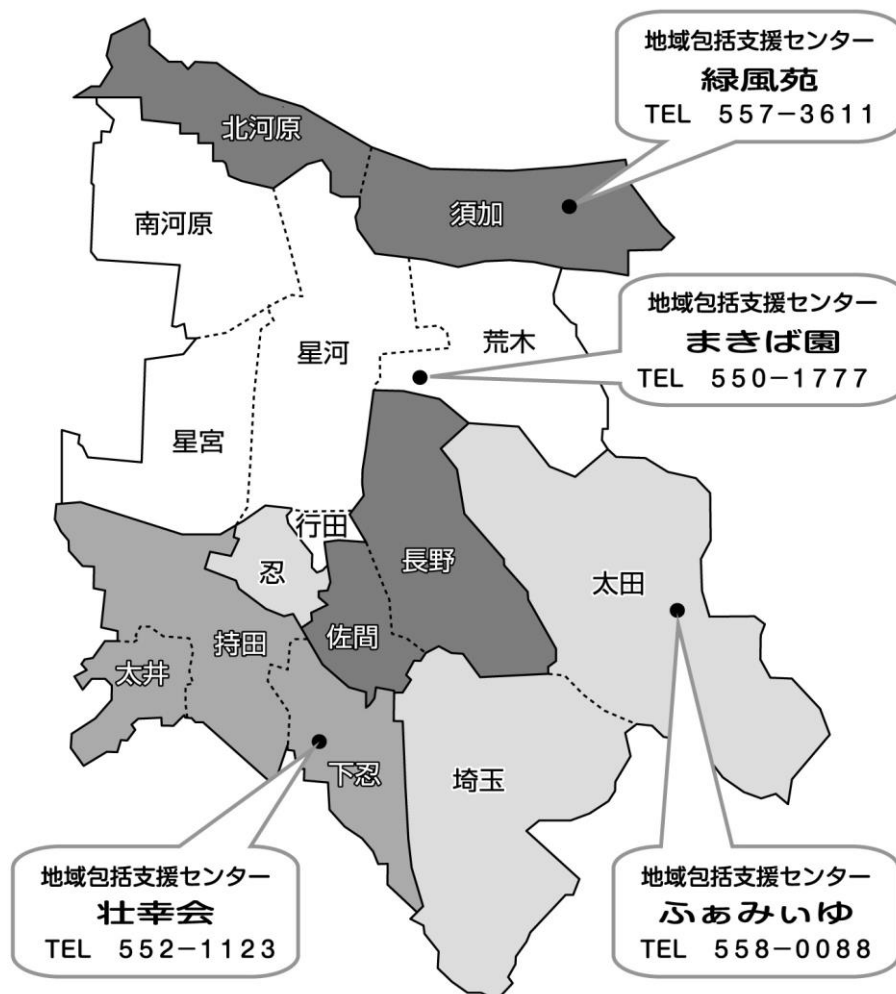 地域包括支援センター
緑風苑
TEL 557-3611
北河原
須加
南河原
地域包括支援センター
まきば園
TEL 550-1777
星河
荒木
星宮
行田
忍
長野
太田
佐間
持田
太井
下忍
埼玉
地域包括支援センター
壮幸会
TEL 552-1123
地域包括支援センター
ふぁみぃゆ
TEL 558-0088